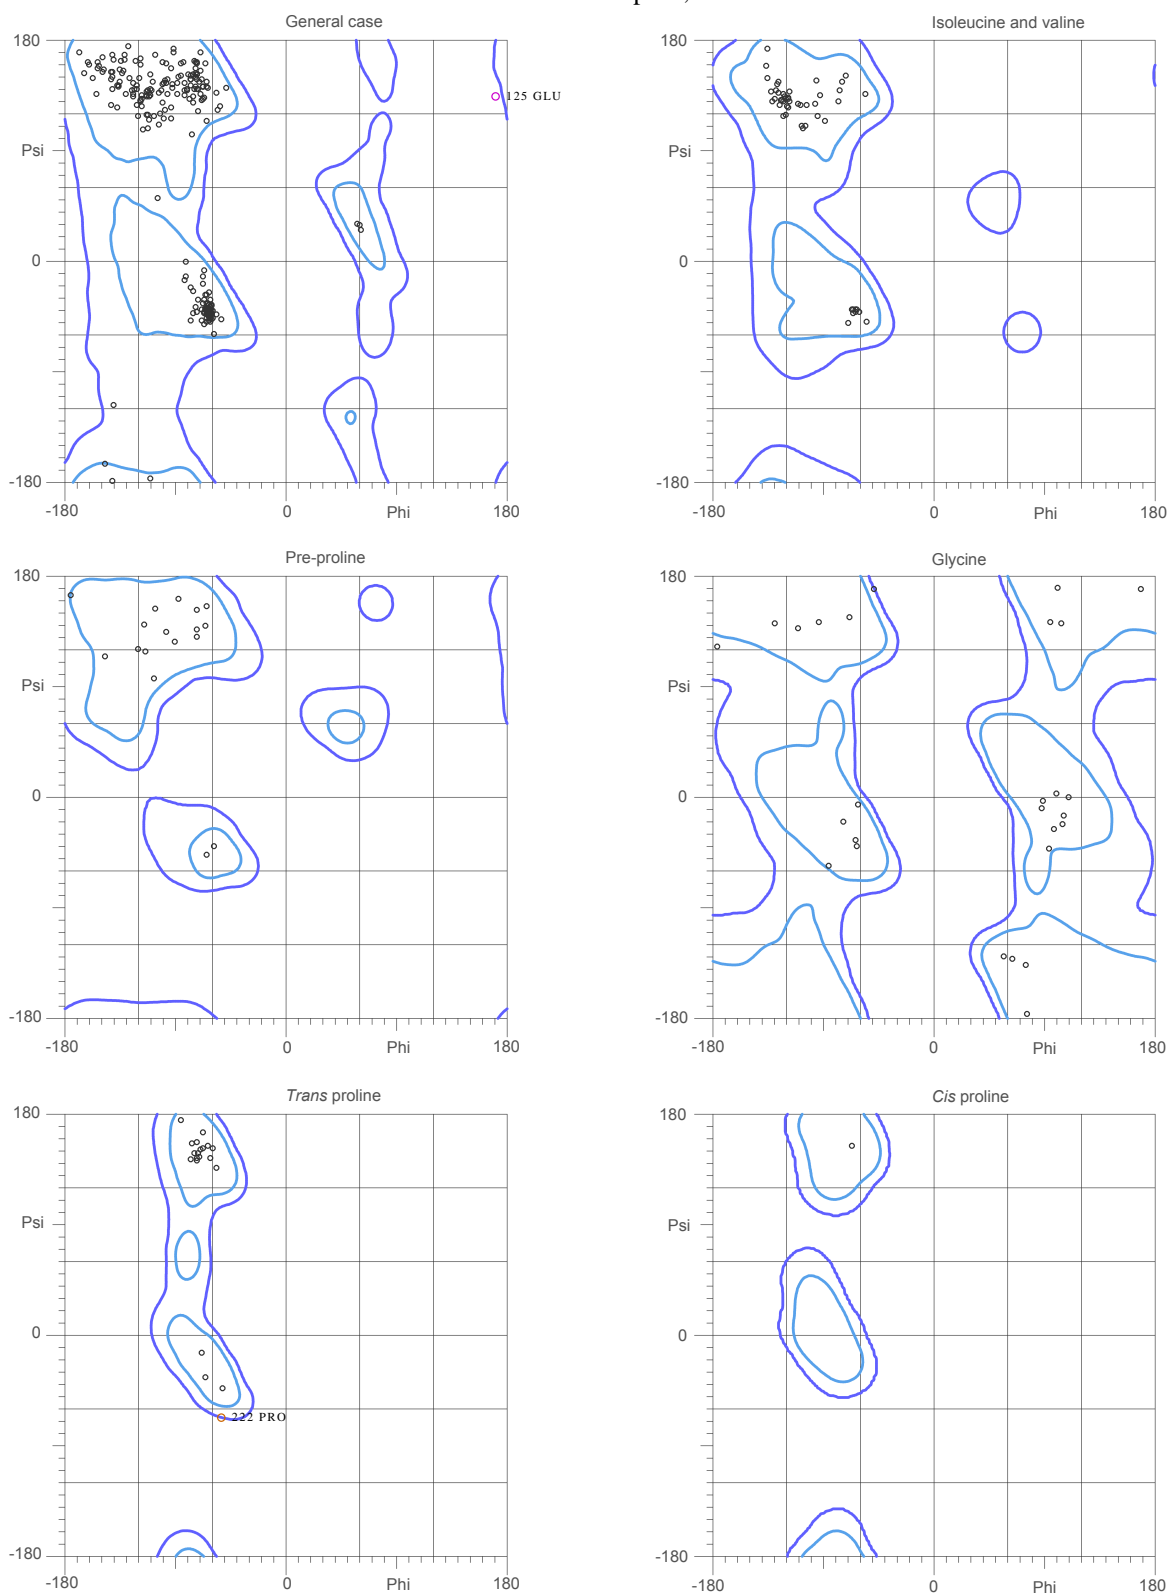 General case
Isoleucine and valine
180
180
125 GLU
Psi
Psi
0
0
-180
-180
-180
0
Phi
180
-180
0
Phi
180
Pre-proline
Glycine
180
180
Psi
Psi
0
0
-180
-180
-180
0
Phi
180
-180
0
Phi
180
Trans proline
Cis proline
180
180
Psi
Psi
0
0
222 PRO
-180
-180
-180
0
Phi
180
-180
0
Phi
180